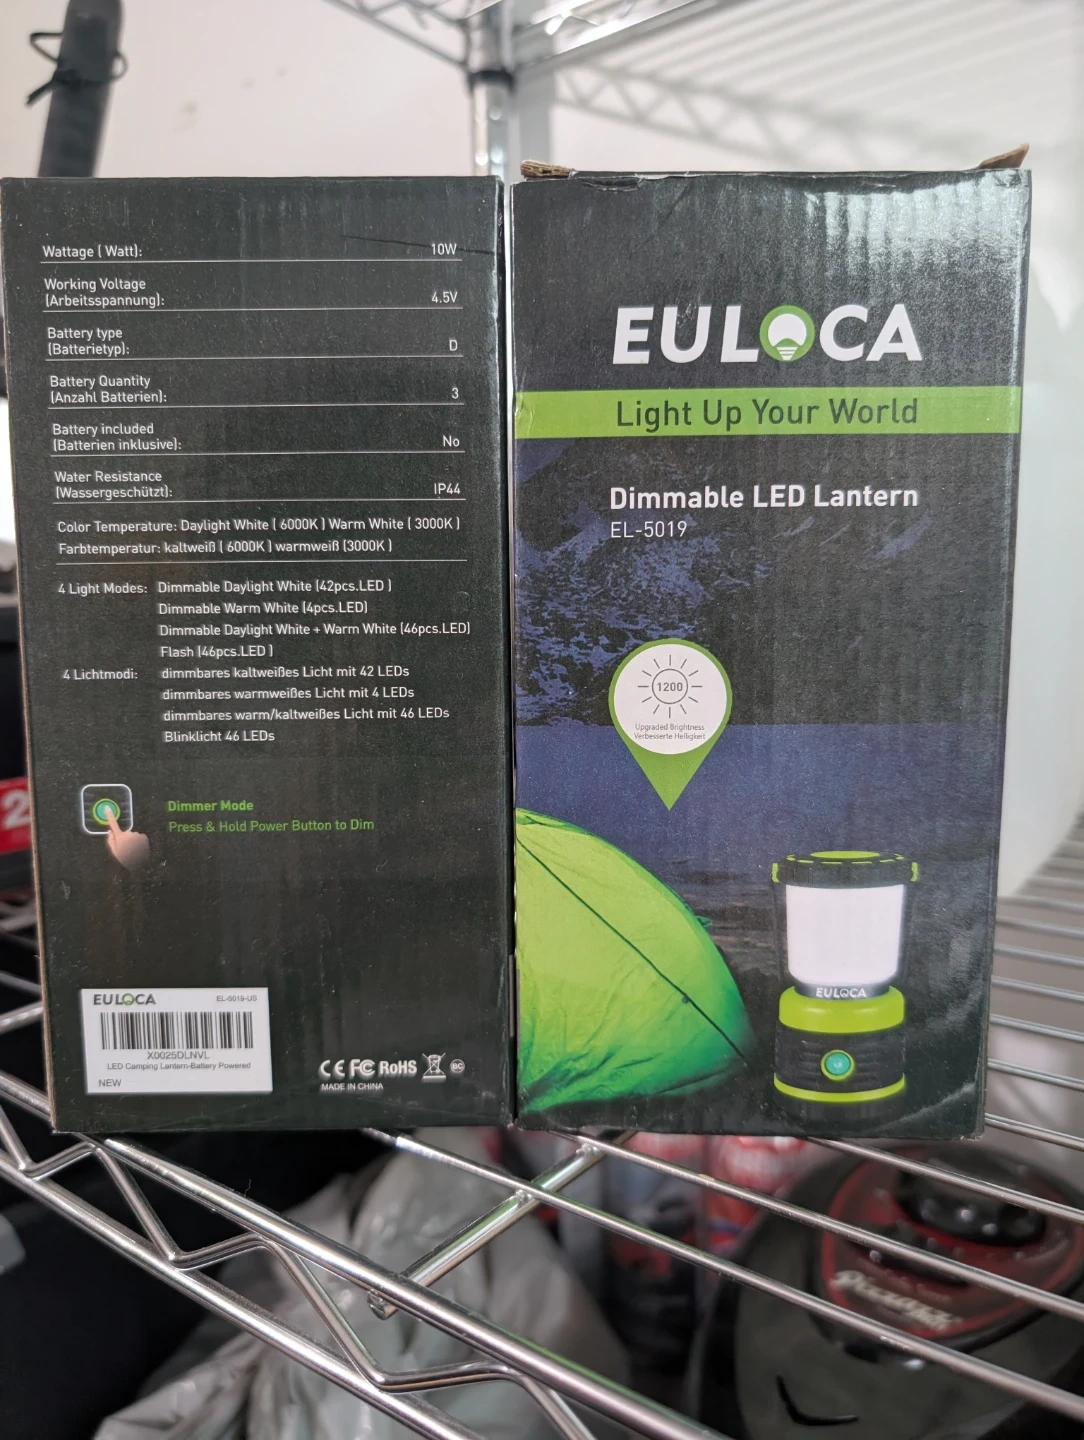 Wattage ( Watt): 10W
Working Voltage
(Arbeitsspannung): 4.5V
Battery type
(Batterietyp): D
Battery Quantity
(Anzahl Batterien): 3
Battery included
(Batterien inklusive): No
Water Resistance
(Wassergeschützt): IP44
Color Temperature: Daylight White ( 6000K ) Warm White ( 3000K )
Farbtemperatur: kaltweiß ( 6000K ) warmweiß (3000K )
4 Light Modes: Dimmable Daylight White (42pcs.LED )
Dimmable Warm White (4pcs.LED)
Dimmable Daylight White + Warm White (46pcs.LED)
Flash (46pcs.LED )
4 Lichtmodi: dimmbares kaltweißes Licht mit 42 LEDs
dimmbares warmweißes Licht mit 4 LEDs
dimmbares warm/kaltweißes Licht mit 46 LEDs
Blinklicht 46 LEDs
Dimmer Mode
Press & Hold Power Button to Dim
EULOCA EL-5019-US
X0025DLNVL
LED Camping Lantern-Battery Powered
NEW
CE FC RoHS BC
MADE IN CHINA
EULOCA
Light Up Your World
Dimmable LED Lantern
EL-5019
1200
Upgraded Brightness
Verbesserte Helligkeit
EULOCA
2